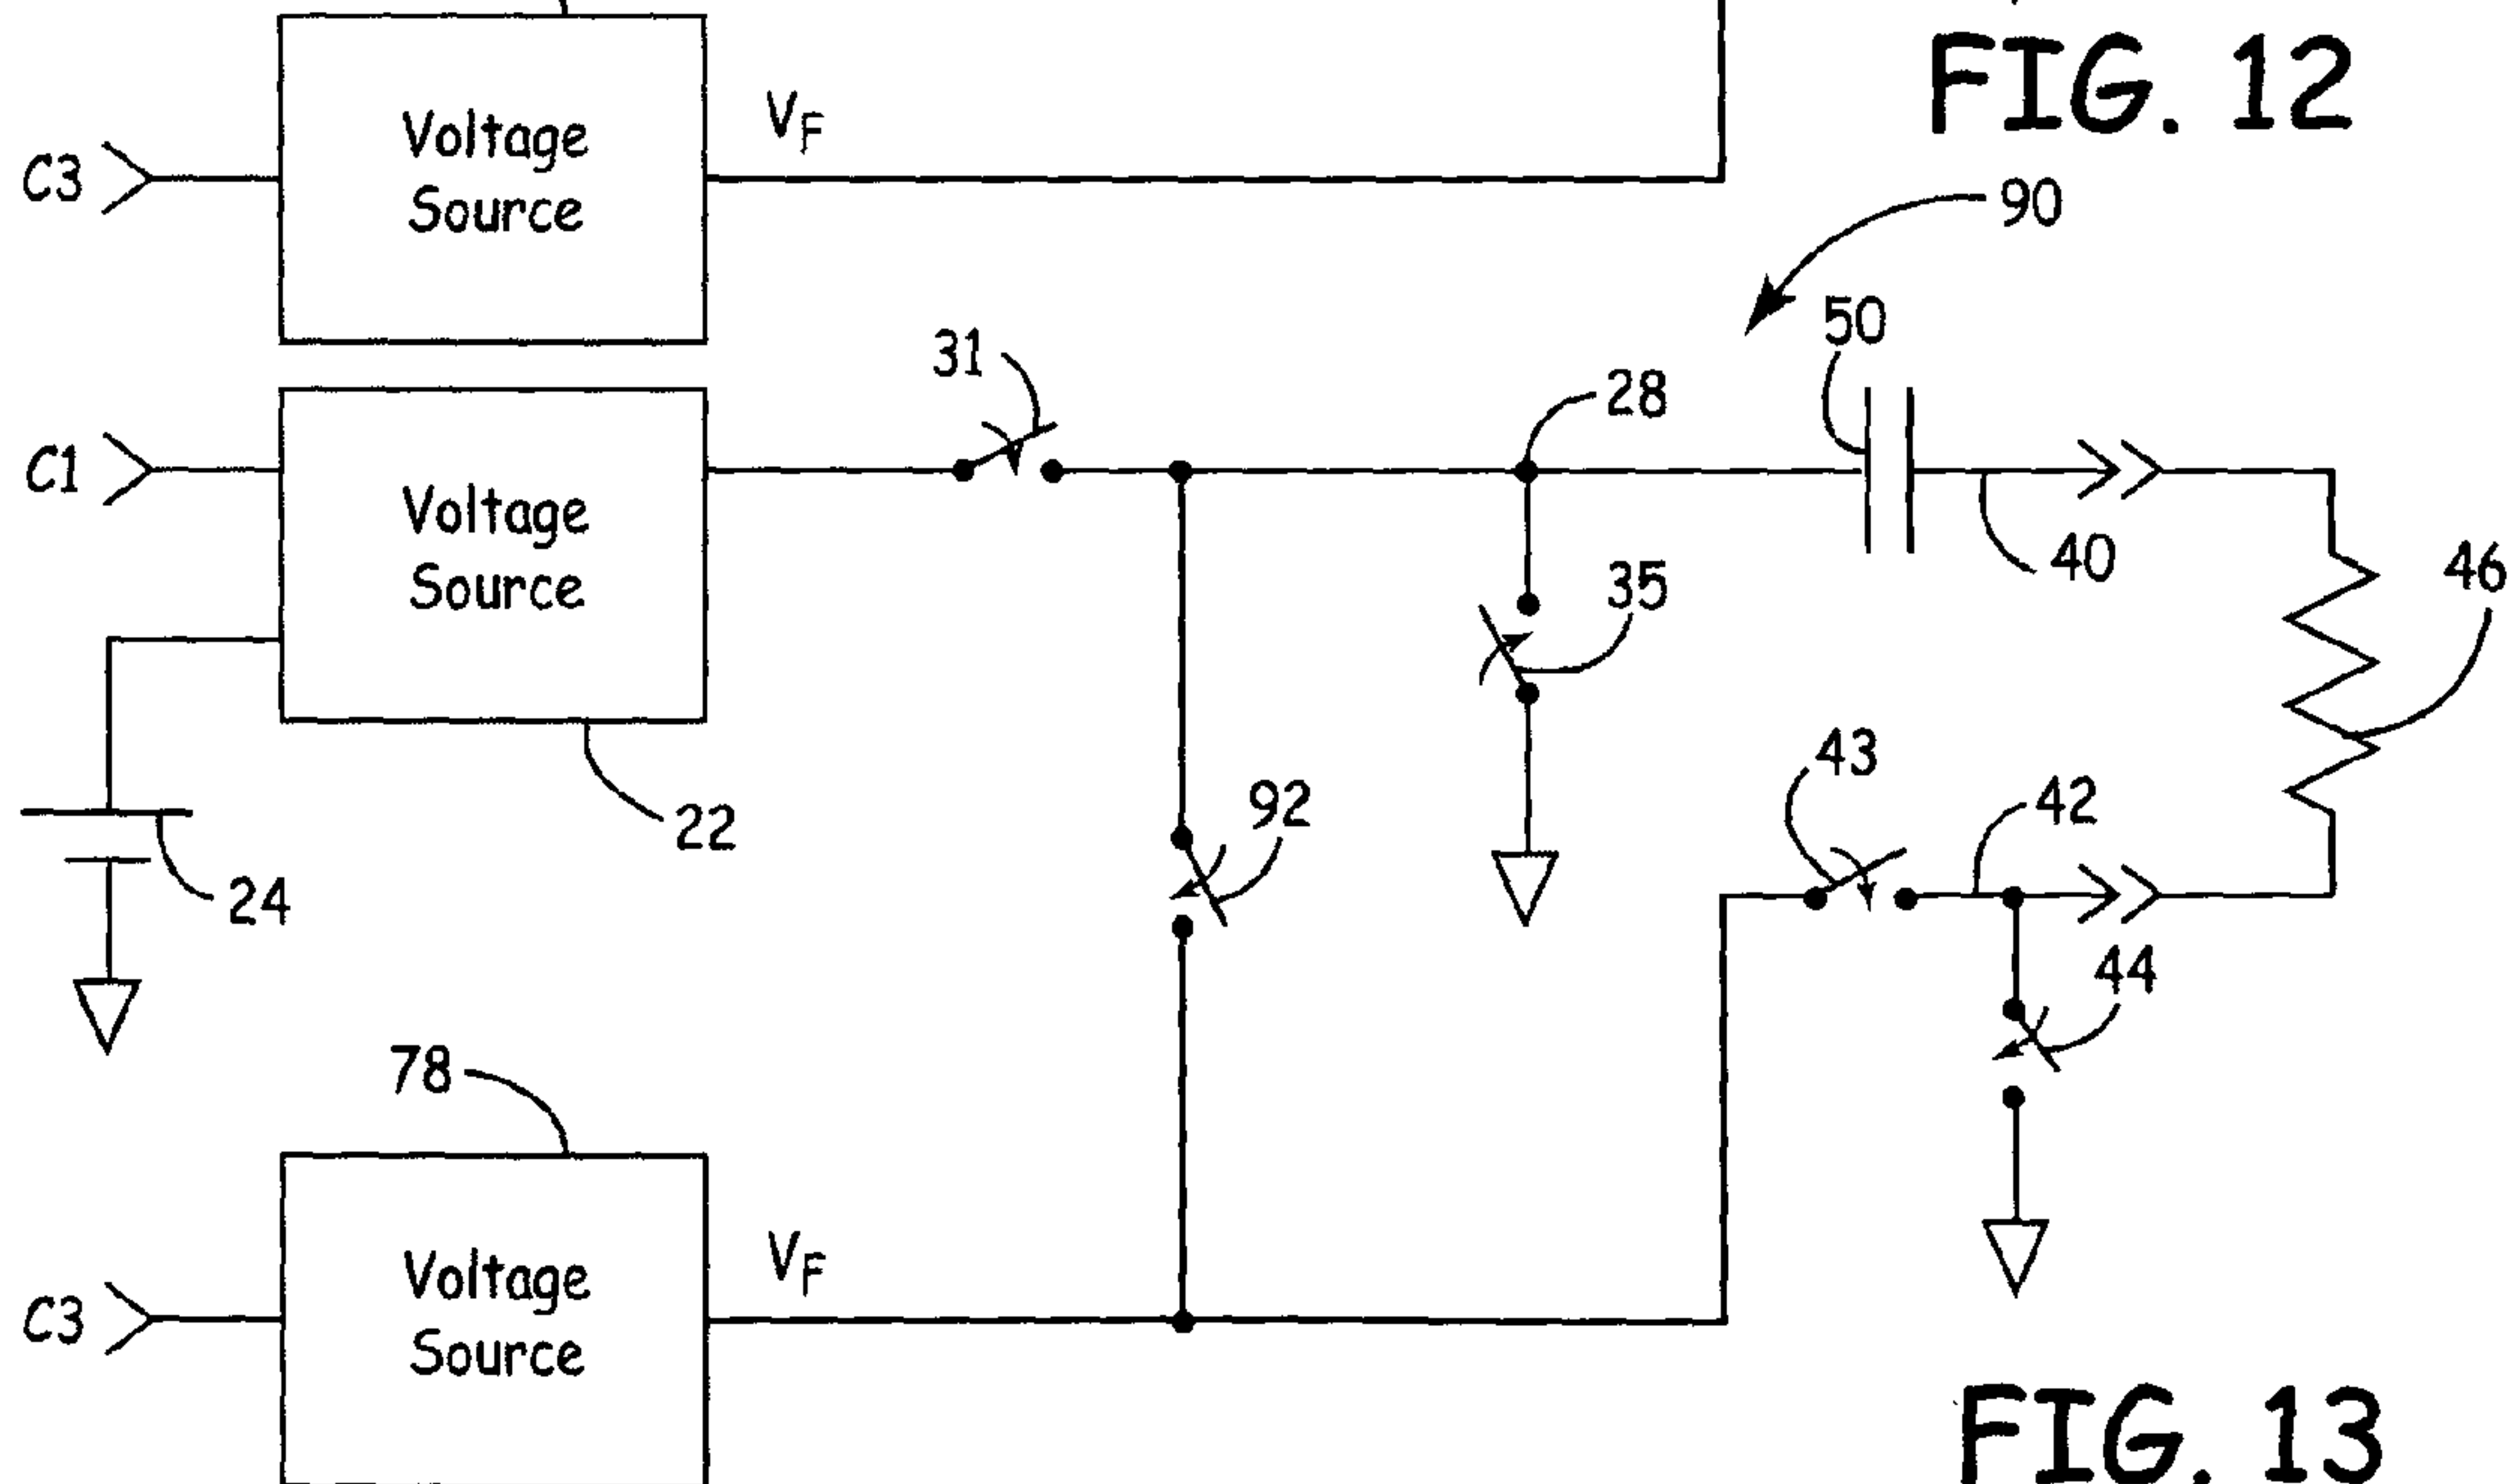 FIG. 12
Voltage
Source
V_F
C3
90
50
31
28
C1
Voltage
Source
40
46
35
43
42
92
22
24
44
78
V_F
Voltage
Source
C3
FIG. 13